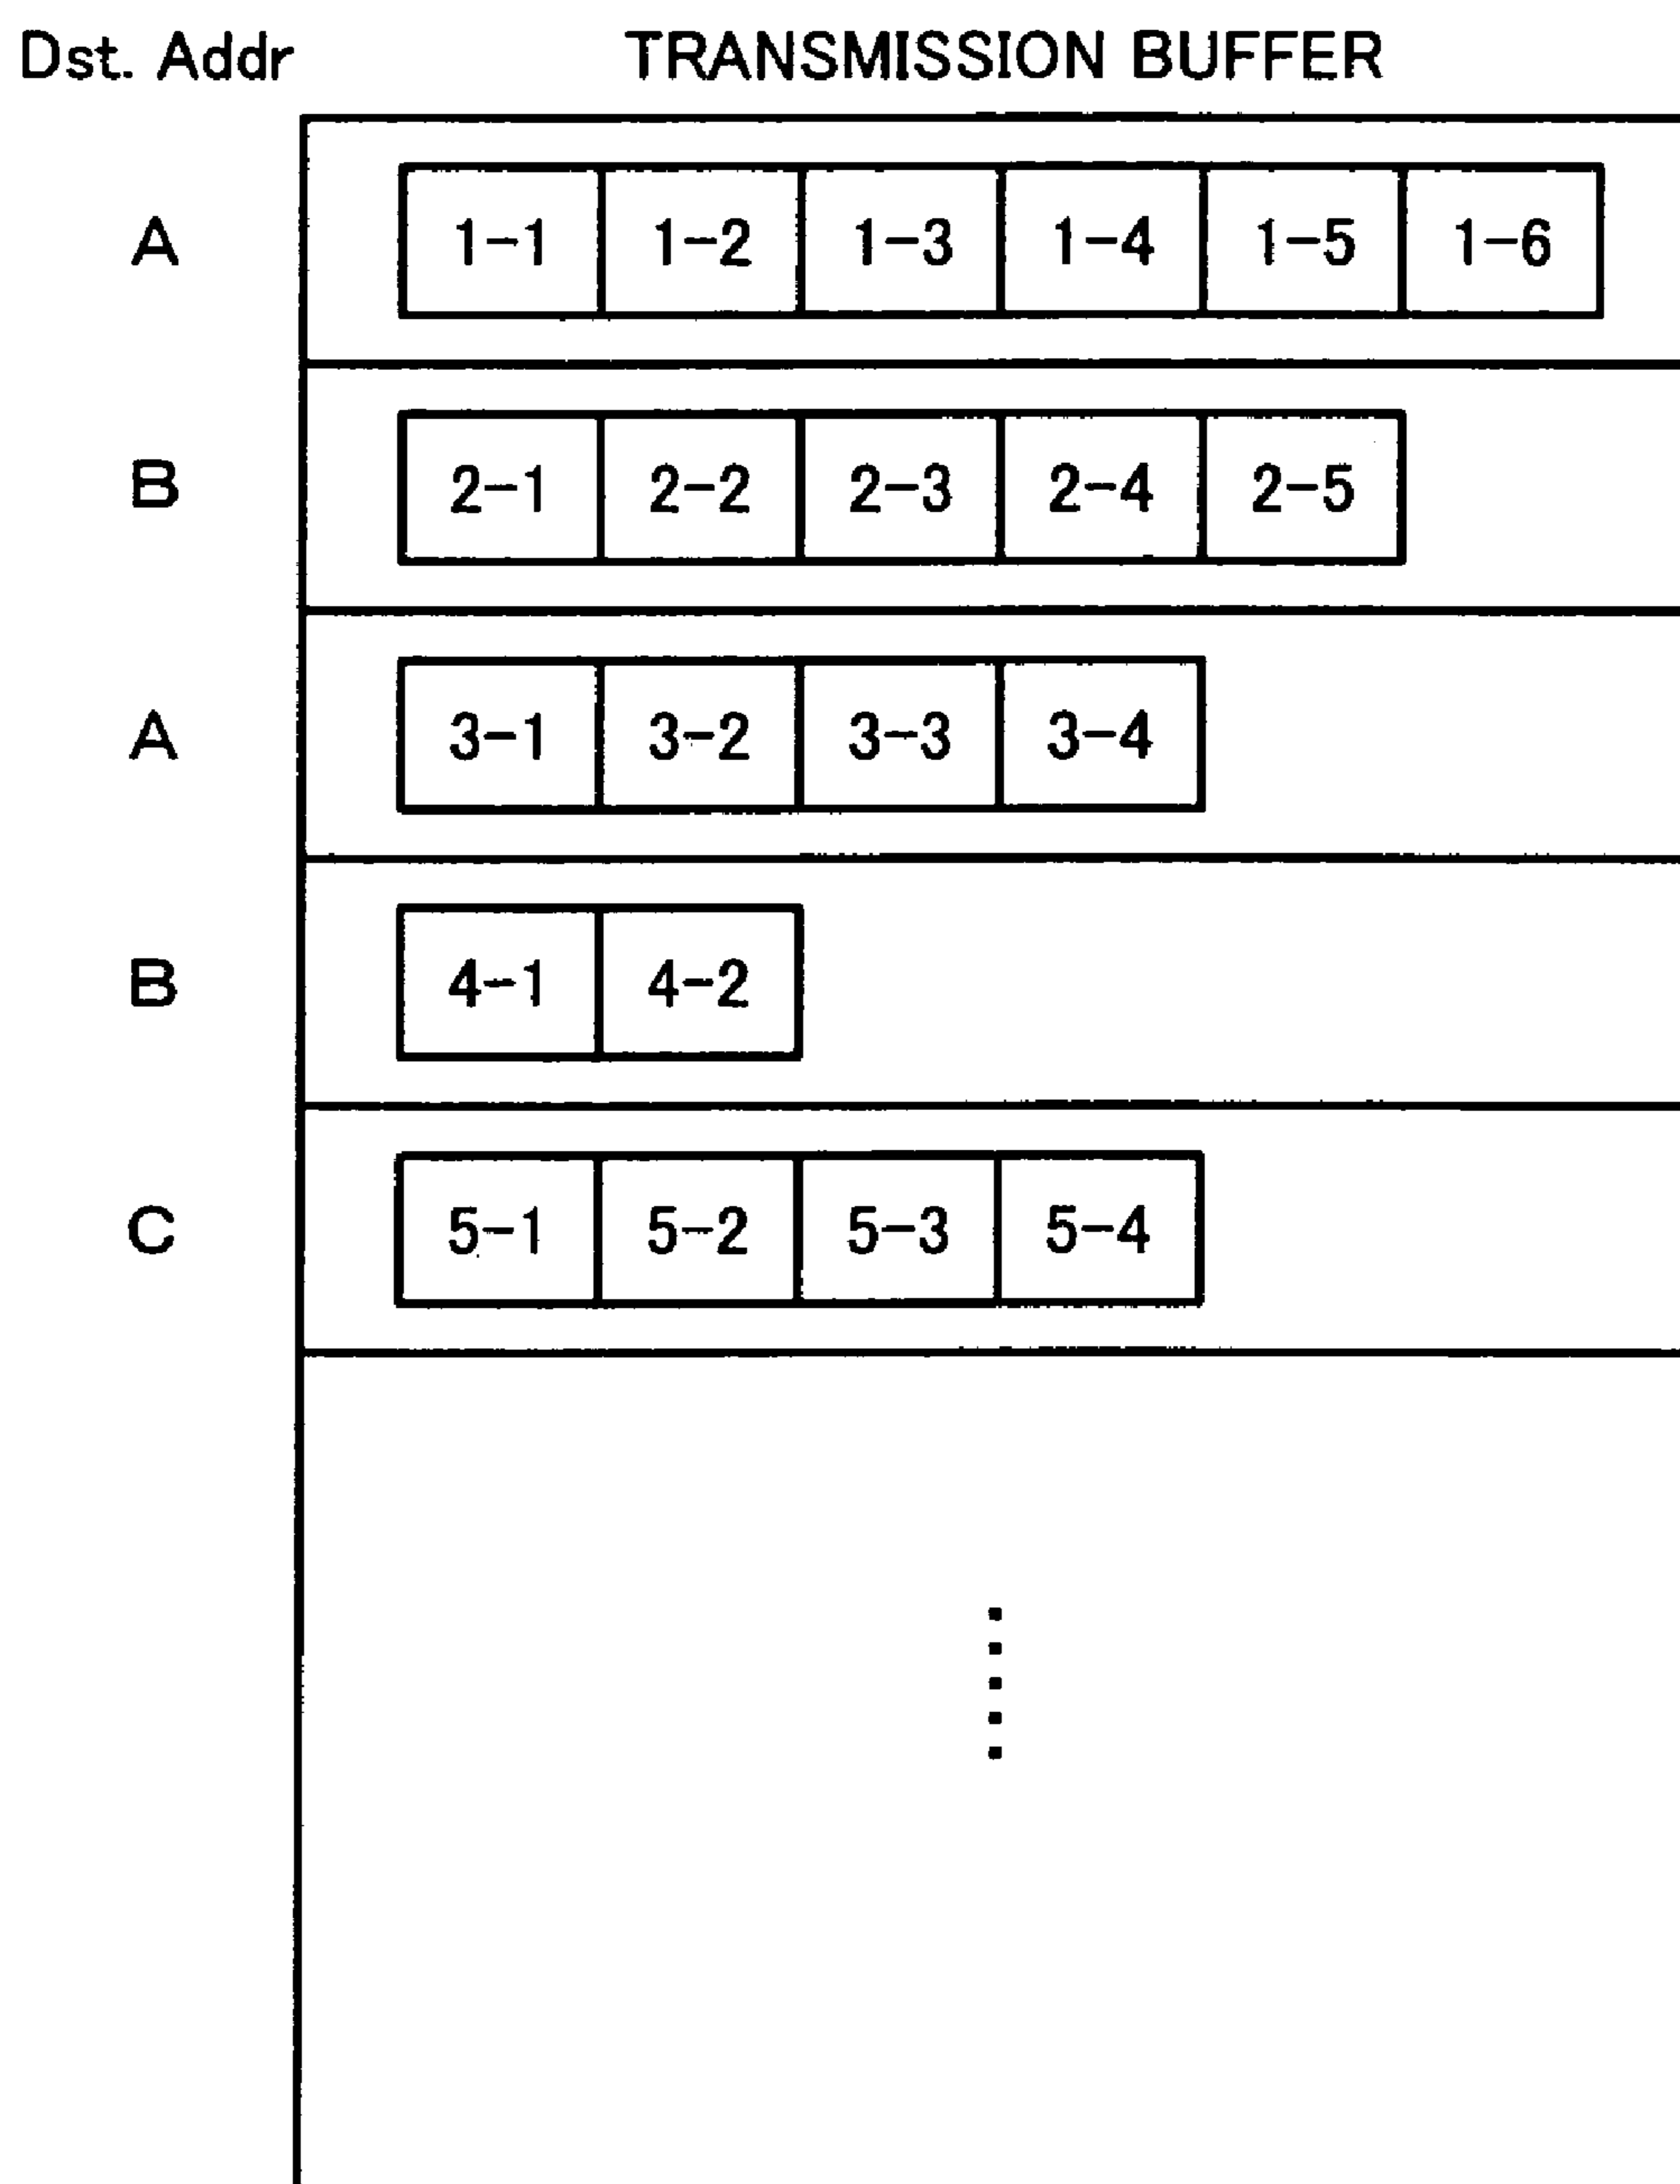 Dst. Addr TRANSMISSION BUFFER
A 1-1 1-2 1-3 1-4 1-5 1-6
B 2-1 2-2 2-3 2-4 2-5
A 3-1 3-2 3-3 3-4
B 4-1 4-2
C 5-1 5-2 5-3 5-4